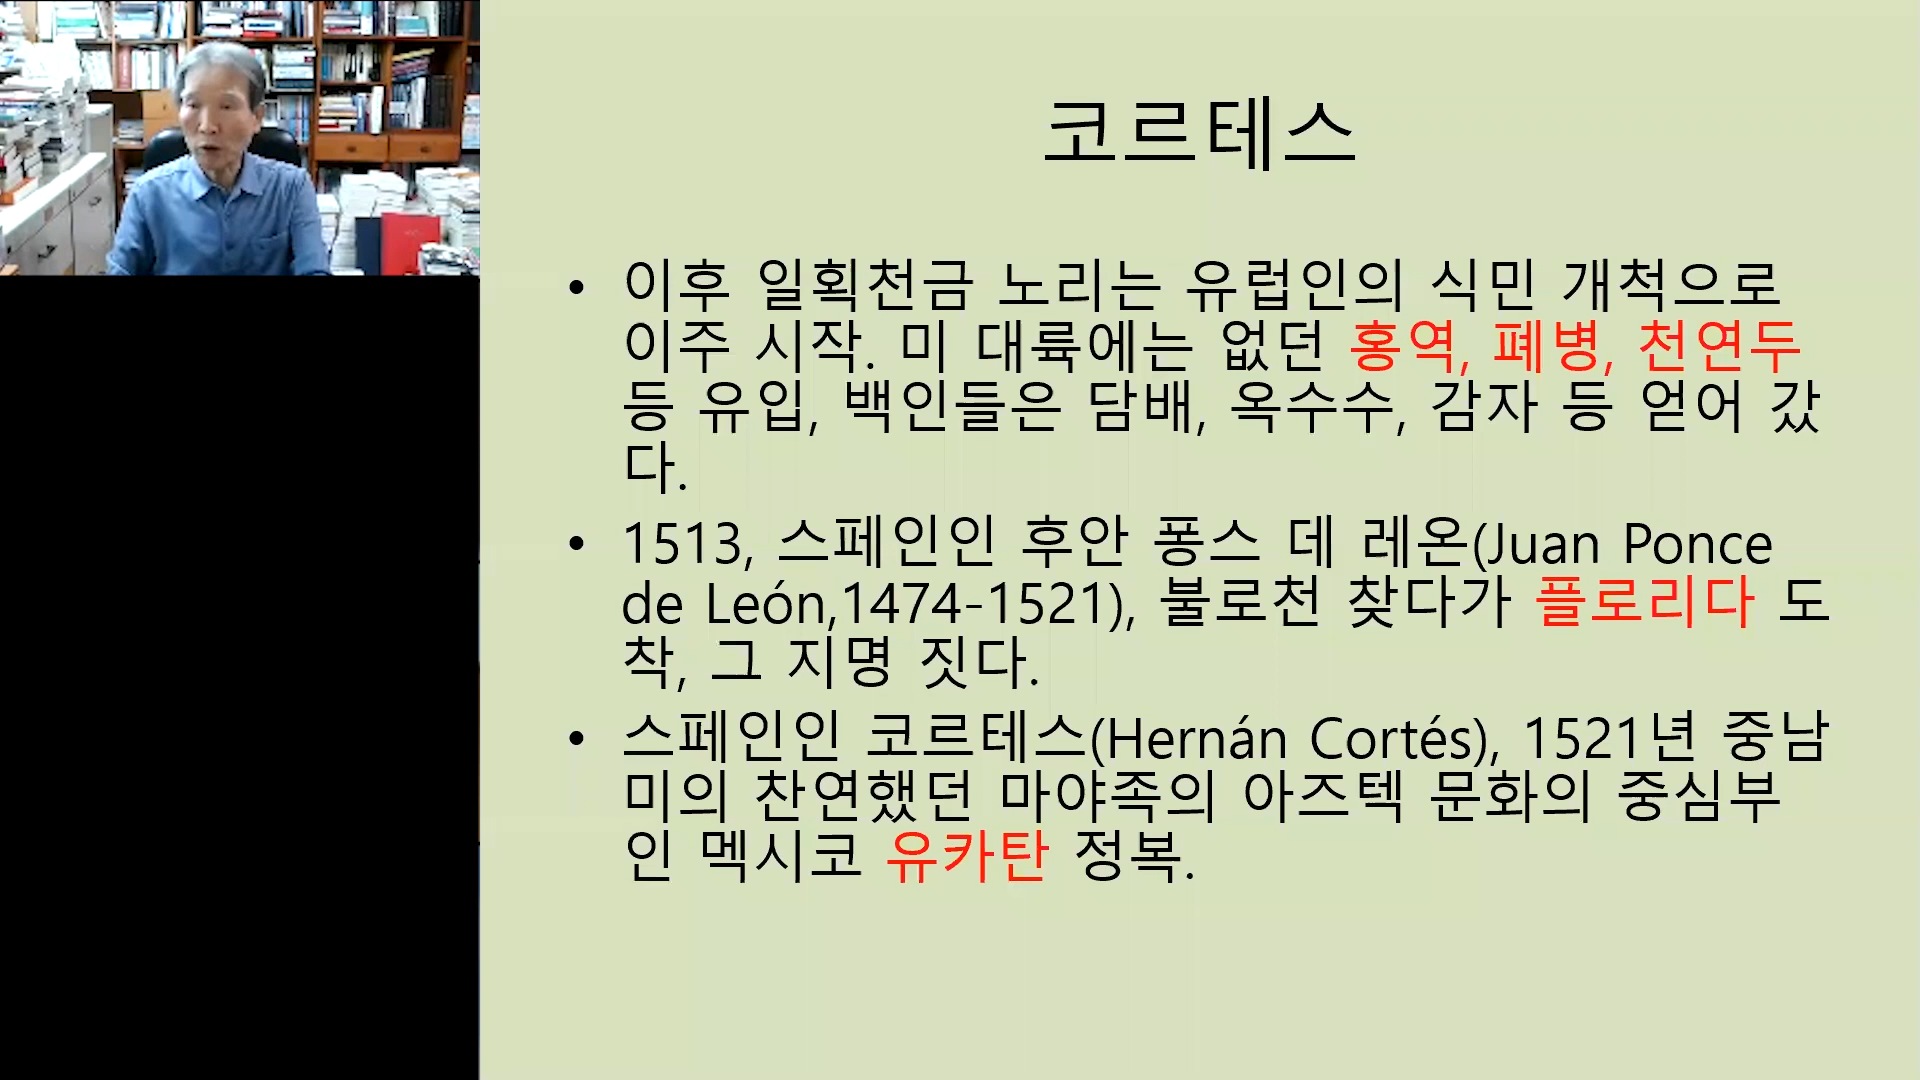 코르테스
• 이후 일획천금 노리는 유럽인의 식민 개척으로
이주 시작. 미 대륙에는 없던 홍역, 폐병, 천연두
등 유입, 백인들은 담배, 옥수수, 감자 등 얻어 갔
다.
• 1513, 스페인인 후안 퐁스 데 레온(Juan Ponce
de León,1474-1521), 불로천 찾다가 플로리다 도
착, 그 지명 짓다.
• 스페인인 코르테스(Hernán Cortés), 1521년 중남
미의 찬연했던 마야족의 아즈텍 문화의 중심부
인 멕시코 유카탄 정복.